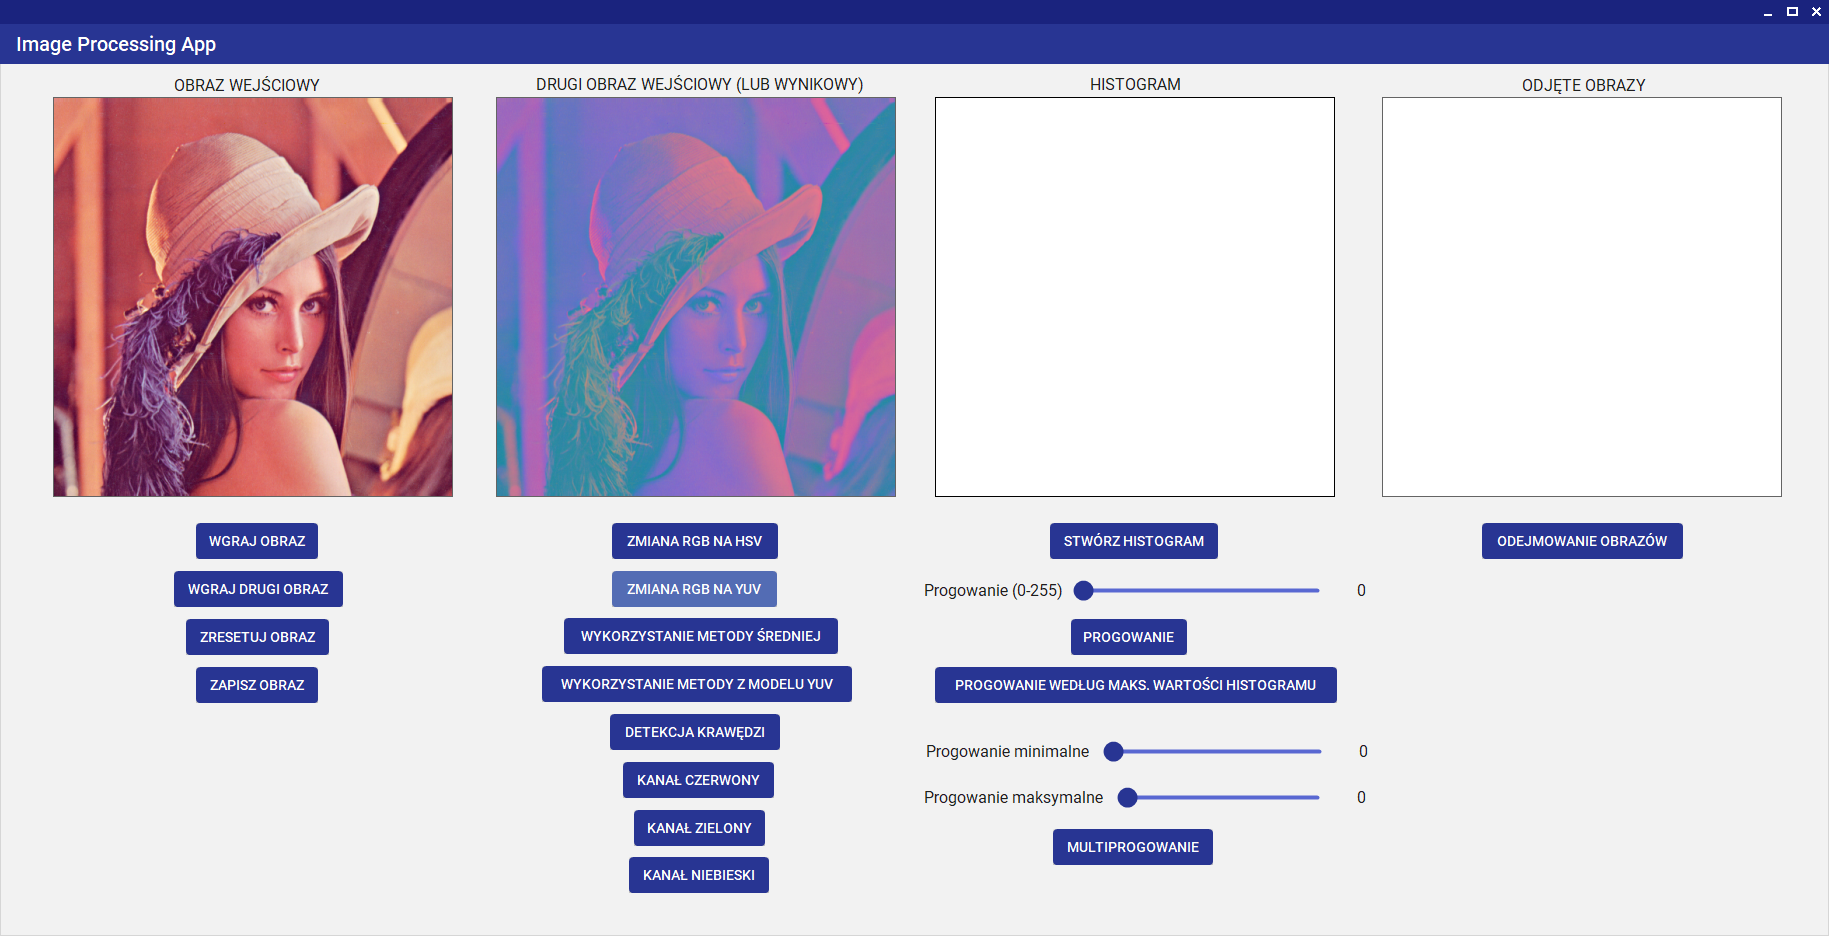 Image Processing App
OBRAZ WEJŚCIOWY
DRUGI OBRAZ WEJŚCIOWY (LUB WYNIKOWY)
HISTOGRAM
ODJĘTE OBRAZY
WGRAJ OBRAZ
WGRAJ DRUGI OBRAZ
ZRESETUJ OBRAZ
ZAPISZ OBRAZ
ZMIANA RGB NA HSV
ZMIANA RGB NA YUV
WYKORZYSTANIE METODY ŚREDNIEJ
WYKORZYSTANIE METODY Z MODELU YUV
DETEKCJA KRAWĘDZI
KANAŁ CZERWONY
KANAŁ ZIELONY
KANAŁ NIEBIESKI
STWÓRZ HISTOGRAM
Progowanie (0-255) 0
PROGOWANIE
PROGOWANIE WEDŁUG MAKS. WARTOŚCI HISTOGRAMU
Progowanie minimalne 0
Progowanie maksymalne 0
MULTIPROGOWANIE
ODEJMOWANIE OBRAZÓW